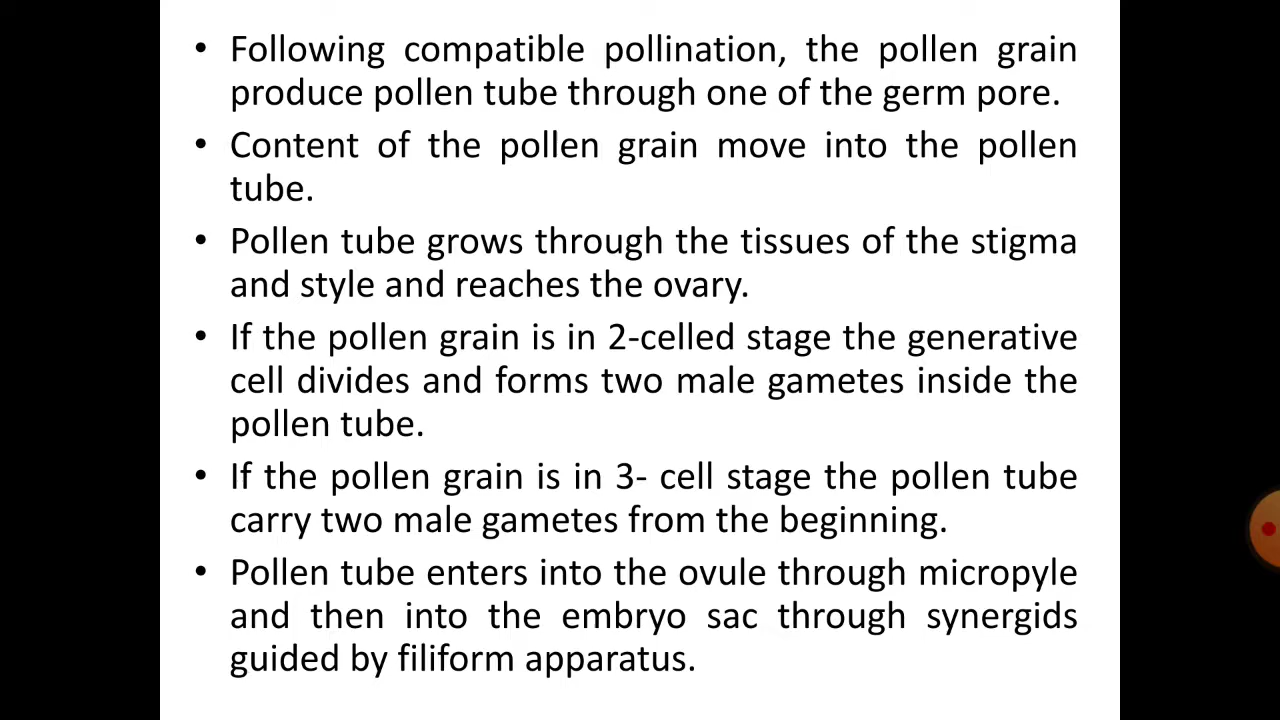 • Following compatible pollination, the pollen grain
produce pollen tube through one of the germ pore.
• Content of the pollen grain move into the pollen
tube.
• Pollen tube grows through the tissues of the stigma
and style and reaches the ovary.
• If the pollen grain is in 2-celled stage the generative
cell divides and forms two male gametes inside the
pollen tube.
• If the pollen grain is in 3- cell stage the pollen tube
carry two male gametes from the beginning.
• Pollen tube enters into the ovule through micropyle
and then into the embryo sac through synergids
guided by filiform apparatus.